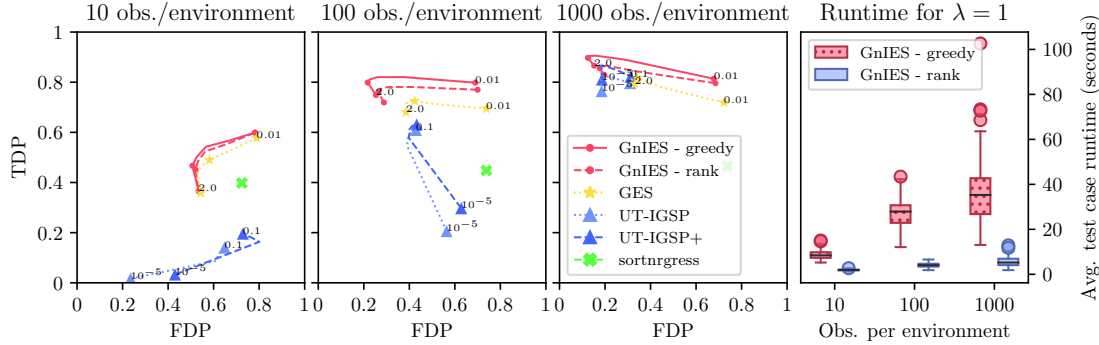 10 obs./environment
100 obs./environment
1000 obs./environment
Runtime for λ = 1
TDP
1
0.8
0.6
0.4
0.2
0
0.01
2.0
0.1
0.1
10⁻⁵
10⁻⁵
0 0.2 0.4 0.6 0.8 1
FDP
0.01
2.0
2.0
0.1
10⁻⁵
10⁻⁵
0 0.2 0.4 0.6 0.8 1
FDP
2.0
0.01
0.1
2.0
0.01
10⁻⁵
10⁻⁵
GnIES - greedy
GnIES - rank
GES
UT-IGSP
UT-IGSP+
sortnrgress
0 0.2 0.4 0.6 0.8 1
FDP
GnIES - greedy
GnIES - rank
100
80
60
40
20
0
Avg. test case runtime (seconds)
10 100 1000
Obs. per environment